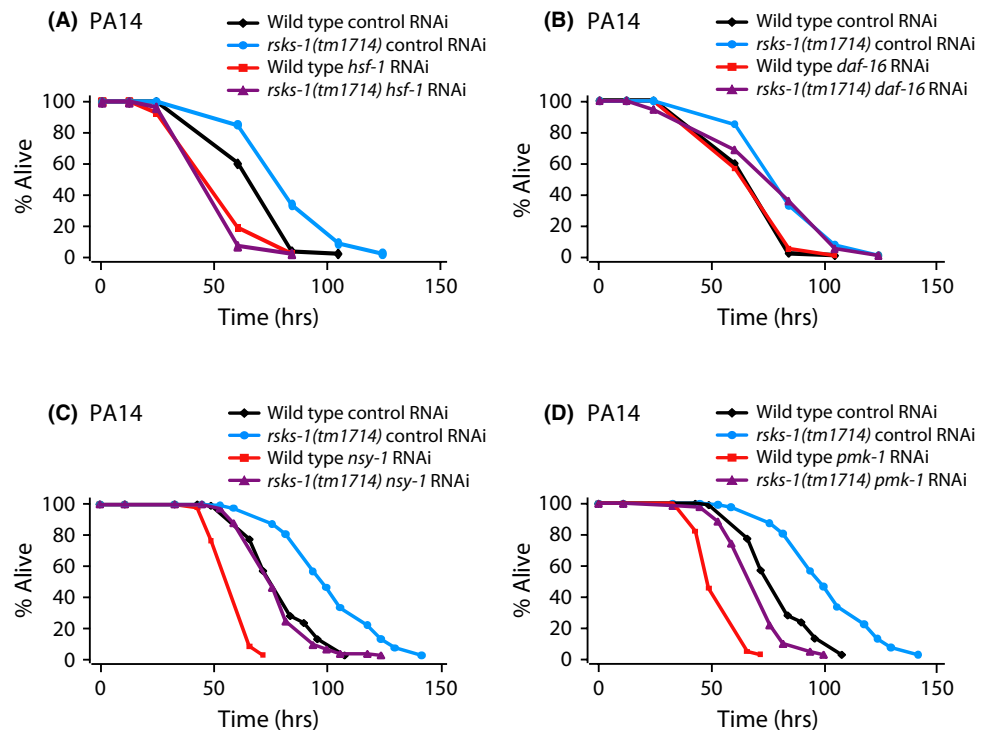 (A) PA14
Wild type control RNAi
rsks-1(tm1714) control RNAi
Wild type hsf-1 RNAi
rsks-1(tm1714) hsf-1 RNAi
% Alive
100
80
60
40
20
0
0 50 100 150
Time (hrs)
(B) PA14
Wild type control RNAi
rsks-1(tm1714) control RNAi
Wild type daf-16 RNAi
rsks-1(tm1714) daf-16 RNAi
% Alive
100
80
60
40
20
0
0 50 100 150
Time (hrs)
(C) PA14
Wild type control RNAi
rsks-1(tm1714) control RNAi
Wild type nsy-1 RNAi
rsks-1(tm1714) nsy-1 RNAi
% Alive
100
80
60
40
20
0
0 50 100 150
Time (hrs)
(D) PA14
Wild type control RNAi
rsks-1(tm1714) control RNAi
Wild type pmk-1 RNAi
rsks-1(tm1714) pmk-1 RNAi
% Alive
100
80
60
40
20
0
0 50 100 150
Time (hrs)